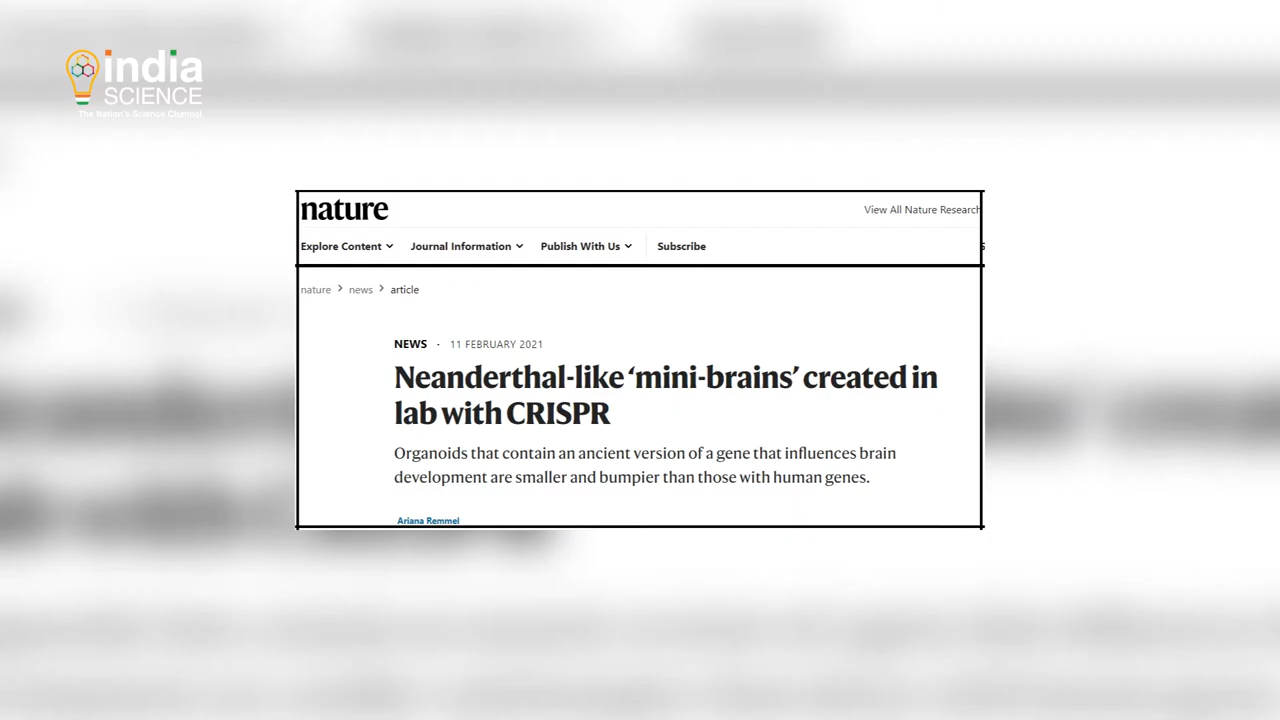 india
SCIENCE
The Nation's Science Channel
nature
View All Nature Research
Explore Content
Journal Information
Publish With Us
Subscribe
nature > news > article
NEWS · 11 FEBRUARY 2021
Neanderthal-like ‘mini-brains’ created in
lab with CRISPR
Organoids that contain an ancient version of a gene that influences brain
development are smaller and bumpier than those with human genes.
Ariana Remmel